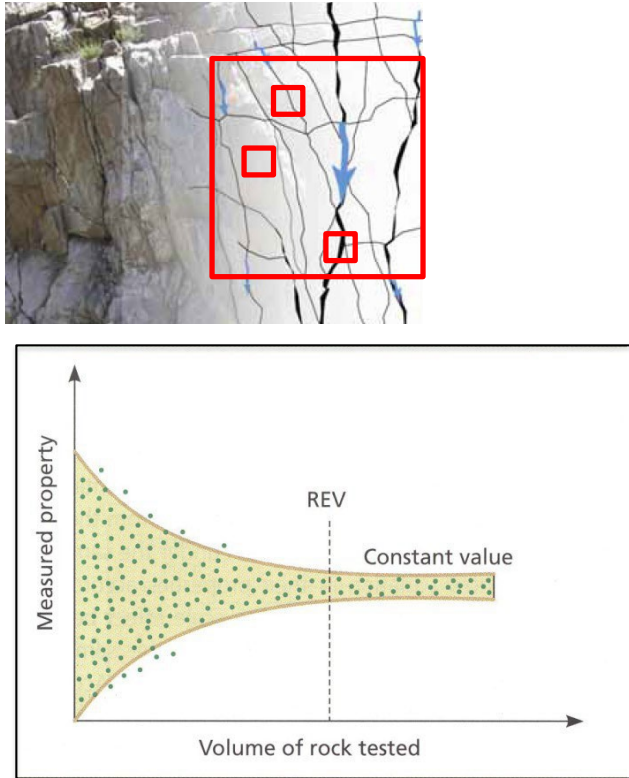 REV
Constant value
Measured property
Volume of rock tested